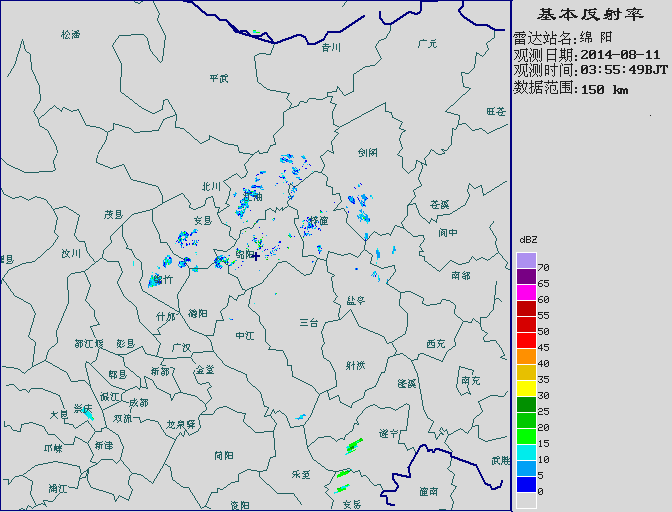 基本反射率
雷达站名:绵 阳
观测日期:2014-08-11
观测时间:03:55:49BJT
数据范围:150 km
dBZ
70
65
60
55
50
45
40
35
30
25
20
15
10
5
0
松潘
青川
广元
平武
旺苍
剑阁
北川
江油
苍溪
茂县
安县
梓潼
阆中
汶川
绵阳
南部
绵竹
盐亭
什邡
德阳
三台
中江
都江堰
彭县
广汉
西充
射洪
郫县
新都
金堂
蓬溪
南充
温江
成都
大邑
崇庆
双流
龙泉驿
遂宁
邛崃
新津
简阳
武胜
乐至
蒲江
潼南
资阳
安岳